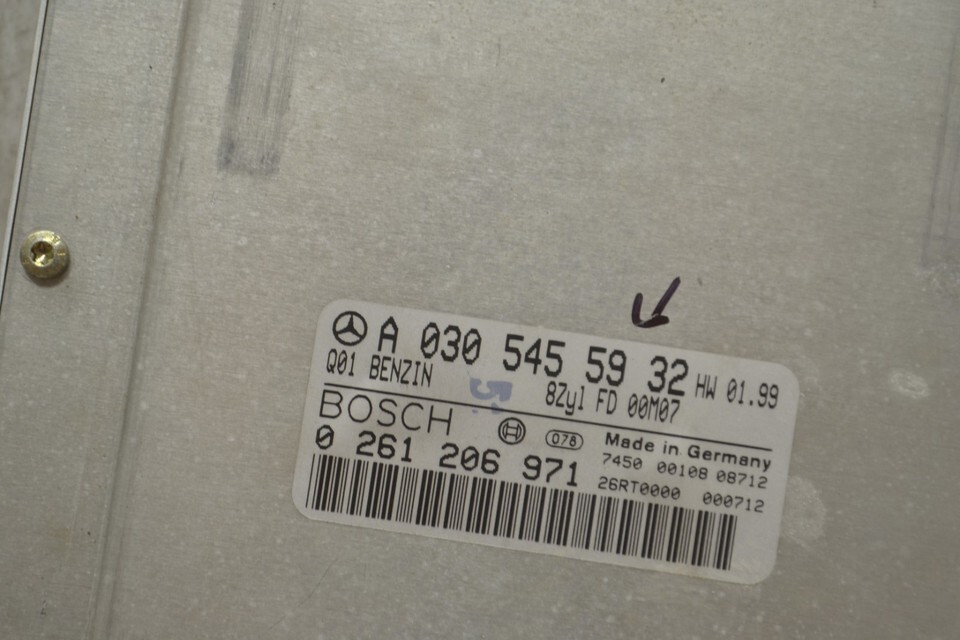 A 030 545 59 32 HW 01.99
Q01 BENZIN 8Zyl FD 00M07
BOSCH 078 Made in Germany
0 261 206 971 7450 00108 08712
26RT0000 000712